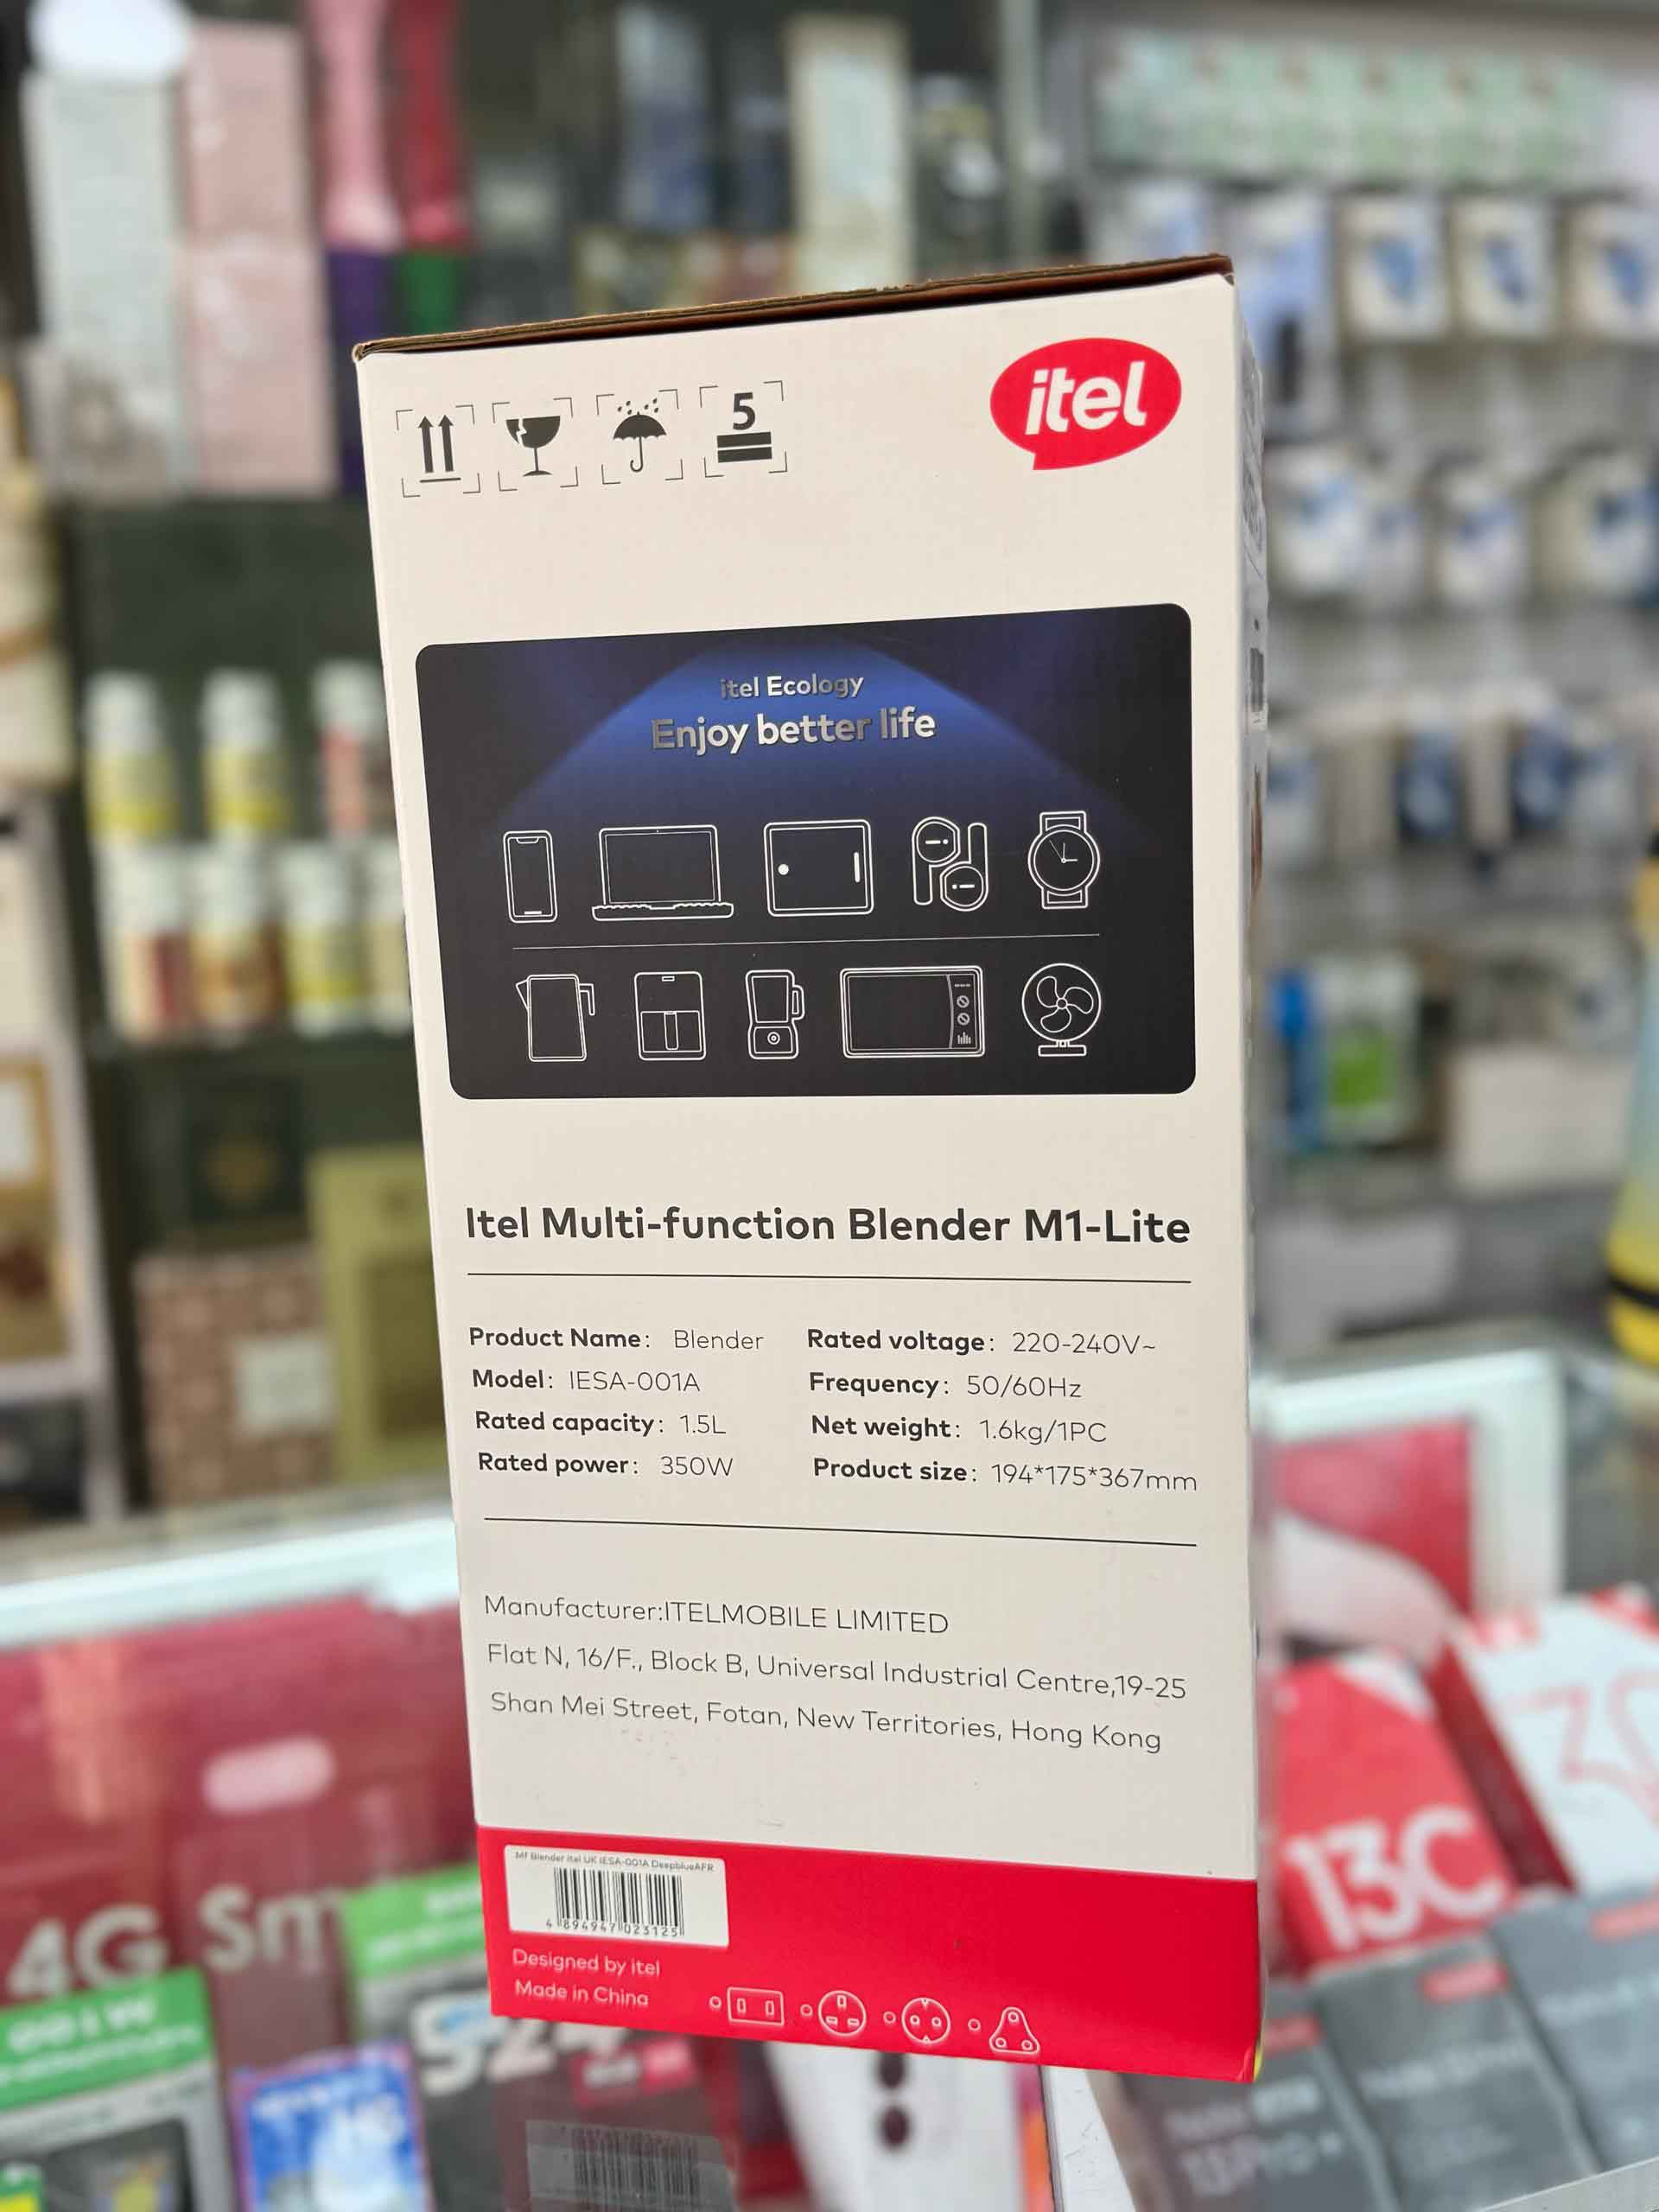 5
itel
itel Ecology
Enjoy better life
Itel Multi-function Blender M1-Lite
Product Name: Blender
Model: IESA-001A
Rated capacity: 1.5L
Rated power: 350W
Rated voltage: 220-240V~
Frequency: 50/60Hz
Net weight: 1.6kg/1PC
Product size: 194*175*367mm
Manufacturer:ITELMOBILE LIMITED
Flat N, 16/F., Block B, Universal Industrial Centre,19-25
Shan Mei Street, Fotan, New Territories, Hong Kong
Mf Blender itel UK IESA-001A DeepblueAFR
4 894947 023125
Designed by itel
Made in China
13C
4G Sm